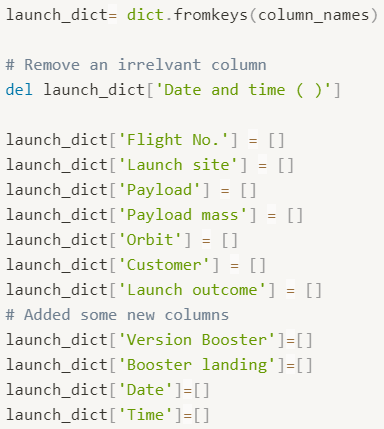 launch_dict= dict.fromkeys(column_names)
# Remove an irrelvant column
del launch_dict['Date and time ( )']
launch_dict['Flight No.'] = []
launch_dict['Launch site'] = []
launch_dict['Payload'] = []
launch_dict['Payload mass'] = []
launch_dict['Orbit'] = []
launch_dict['Customer'] = []
launch_dict['Launch outcome'] = []
# Added some new columns
launch_dict['Version Booster']=[]
launch_dict['Booster landing']=[]
launch_dict['Date']=[]
launch_dict['Time']=[]